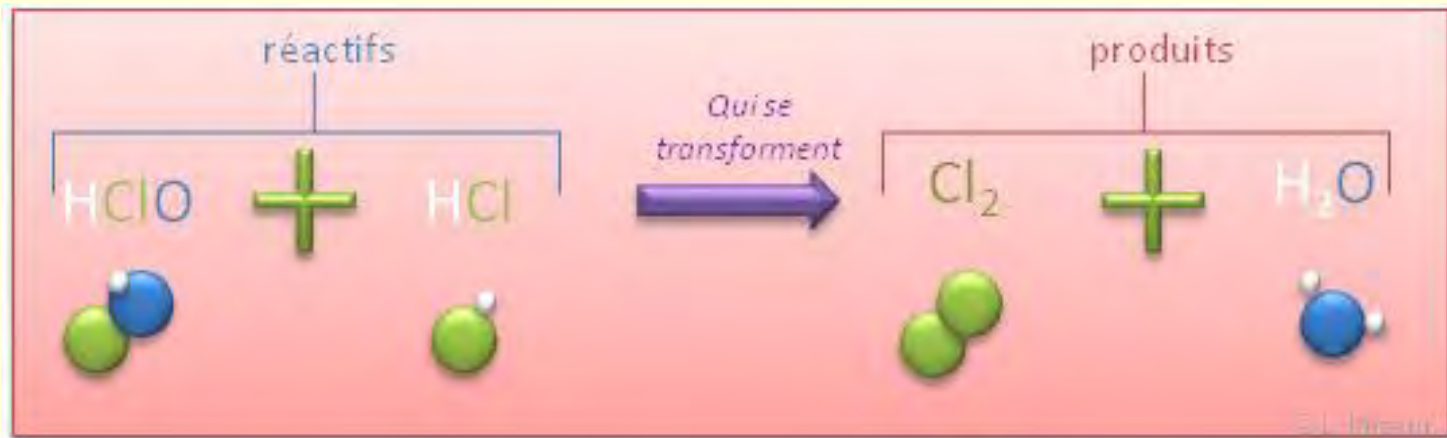 réactifs
produits
Qui se
transforment
HClO + HCl
Cl₂ + H₂O